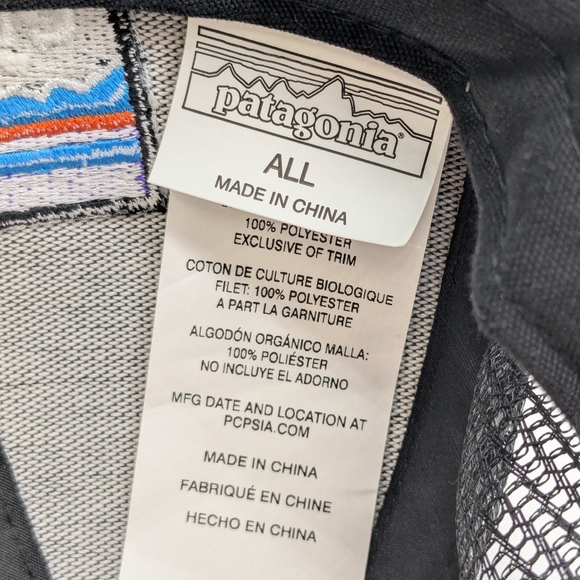 patagonia®
ALL
MADE IN CHINA
100% POLYESTER
EXCLUSIVE OF TRIM
COTON DE CULTURE BIOLOGIQUE
FILET: 100% POLYESTER
A PART LA GARNITURE
ALGODÓN ORGÁNICO MALLA:
100% POLIÉSTER
NO INCLUYE EL ADORNO
MFG DATE AND LOCATION AT
PCPSIA.COM
MADE IN CHINA
FABRIQUÉ EN CHINE
HECHO EN CHINA